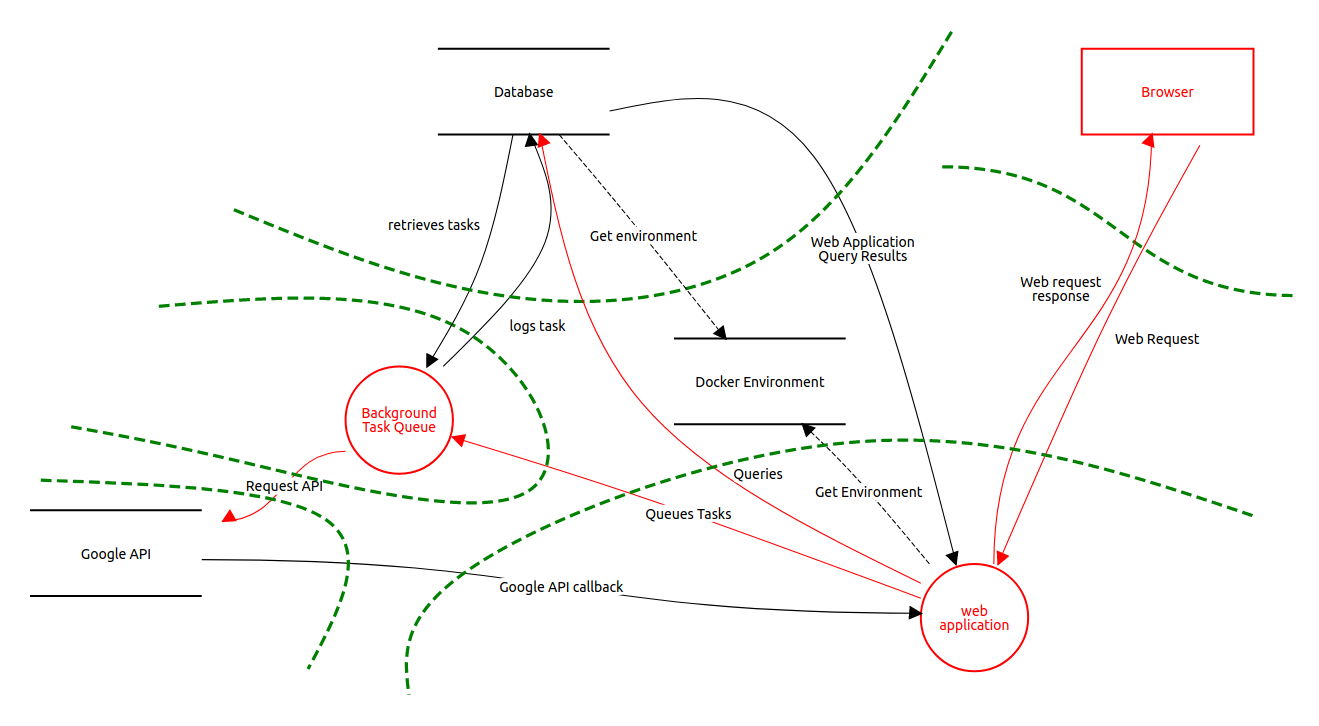 Database
Browser
retrieves tasks
Get environment
Web Application
Query Results
Web request
response
logs task
Web Request
Docker Environment
Background
Task Queue
Queries
Request API
Get Environment
Queues Tasks
Google API
Google API callback
web
application